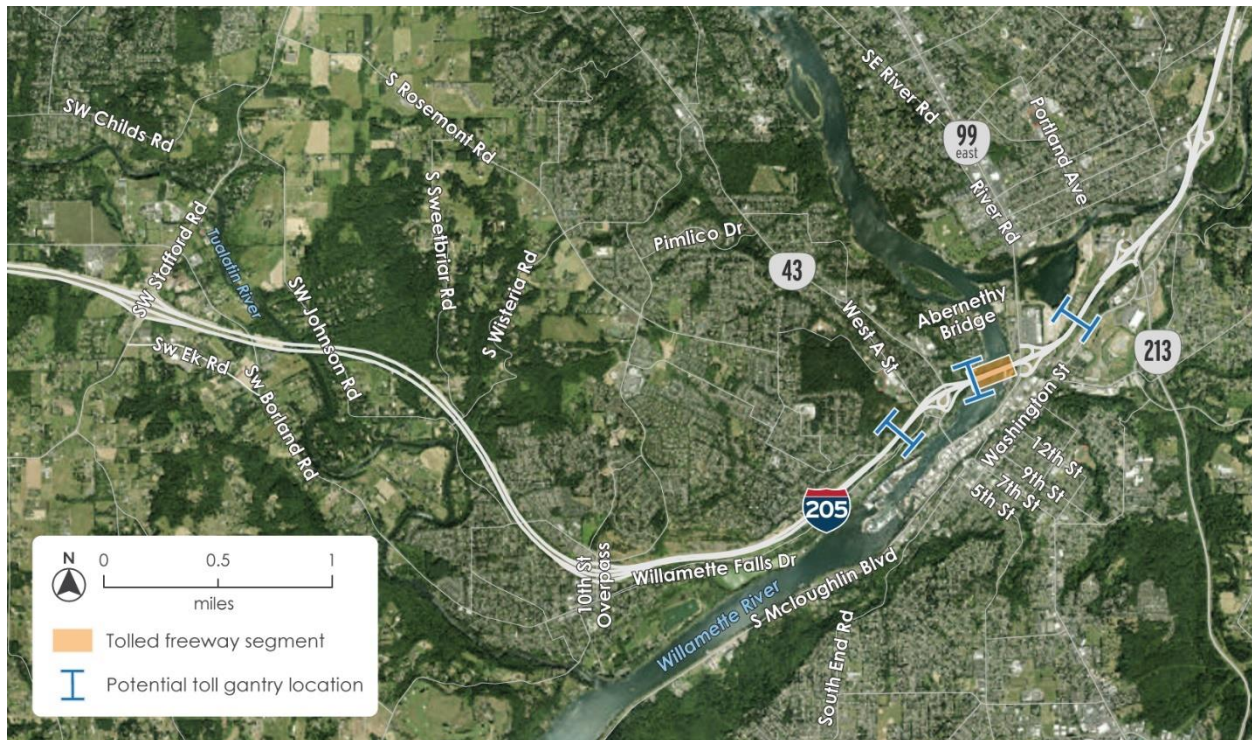 SW Childs Rd
S Rosemont Rd
SE River Rd
Portland Ave
99
east
River Rd
SW Stafford Rd
Tualatin River
S Sweetbriar Rd
S Wisteria Rd
Pimlico Dr
43
West A St
Abernethy
Bridge
213
SW Johnson Rd
Sw Ek Rd
Sw Borland Rd
Washington St
12th St
9th St
7th St
5th St
205
10th St
Overpass
Willamette Falls Dr
Willamette River
S Mcloughlin Blvd
South End Rd
N
0 0.5 1
miles
Tolled freeway segment
Potential toll gantry location